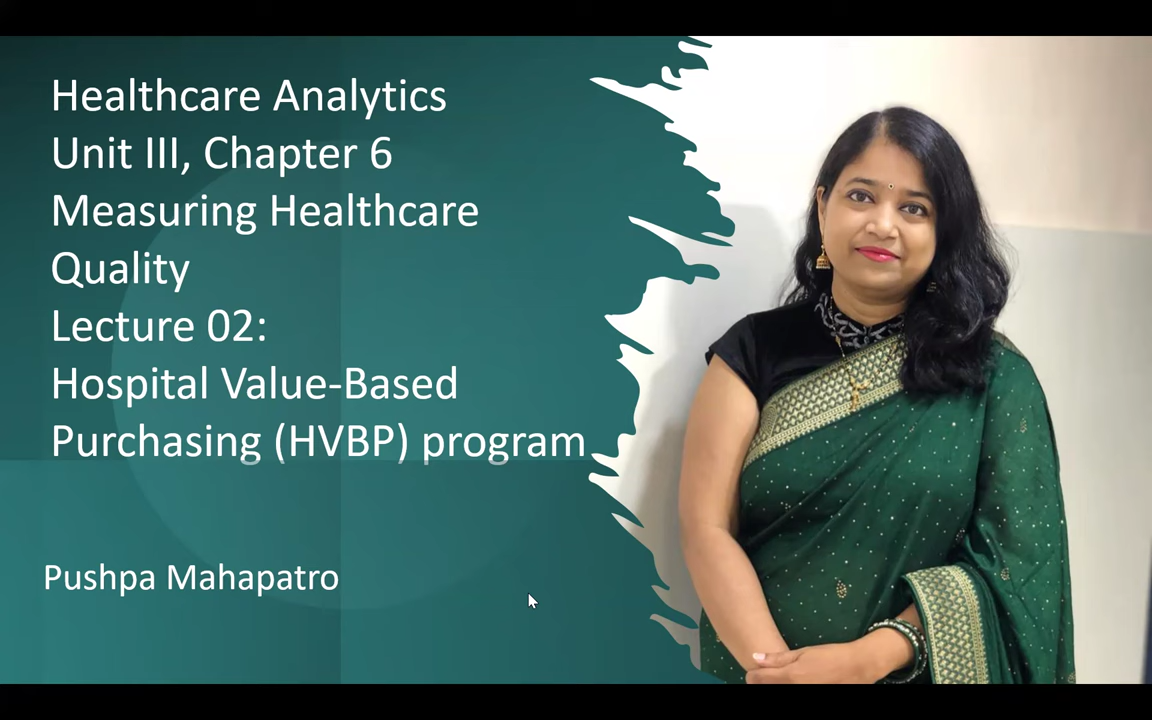 Healthcare Analytics
Unit III, Chapter 6
Measuring Healthcare
Quality
Lecture 02:
Hospital Value-Based
Purchasing (HVBP) program
Pushpa Mahapatro